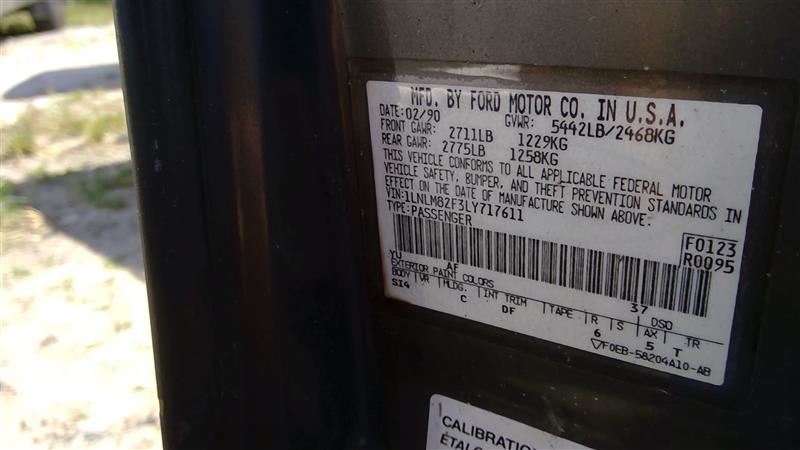 MFD. BY FORD MOTOR CO. IN U.S.A.
DATE: 02/90 GVWR: 5442LB/2468KG
FRONT GAWR: 2711LB 1229KG
REAR GAWR: 2775LB 1258KG
THIS VEHICLE CONFORMS TO ALL APPLICABLE FEDERAL MOTOR
VEHICLE SAFETY, BUMPER, AND THEFT PREVENTION STANDARDS IN
EFFECT ON THE DATE OF MANUFACTURE SHOWN ABOVE.
VIN:1LNLM82F3LY717611
TYPE:PASSENGER
F0123
R0095
YU AF 37
EXTERIOR PAINT COLORS DSO
BODY VR MLDG. INT TRIM TAPE R S AX TR
SI4 C DF 6 5 T
F0EB-58204A10-AB
CALIBRATION